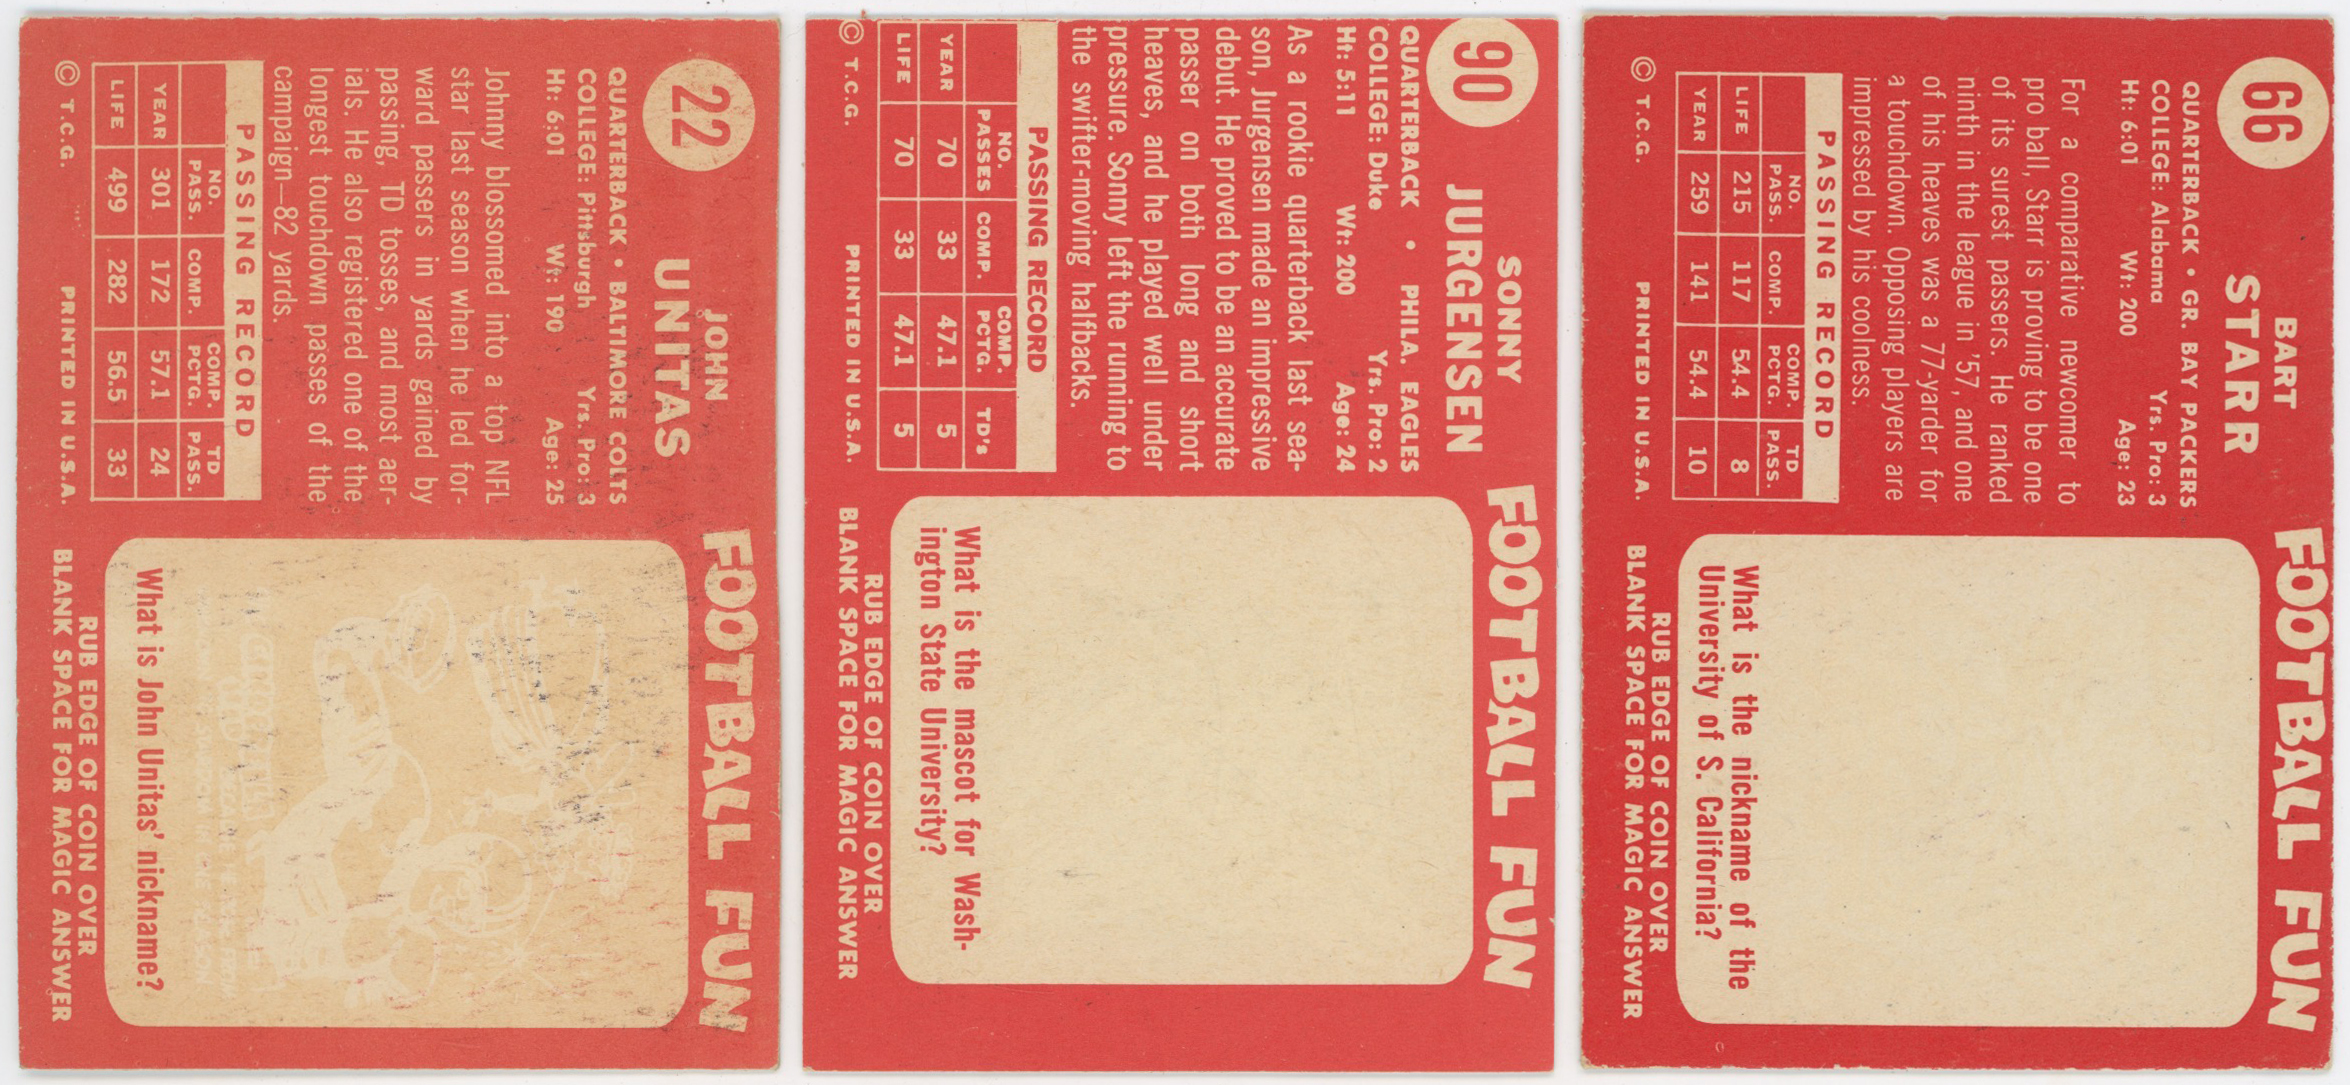 22
JOHN
UNITAS
QUARTERBACK • BALTIMORE COLTS
COLLEGE: Pittsburgh Yrs. Pro: 3
Ht: 6:01 Wt: 190 Age: 25
Johnny blossomed into a top NFL
star last season when he led for-
ward passers in yards gained by
passing, TD tosses, and most aer-
ials. He also registered one of the
longest touchdown passes of the
campaign—82 yards.
PASSING RECORD
NO. PASS. COMP. COMP. PCTG. TD PASS.
YEAR 301 172 57.1 24
LIFE 499 282 56.5 33
© T.C.G. PRINTED IN U.S.A.
FOOTBALL FUN
What is John Unitas' nickname?
RUB EDGE OF COIN OVER
BLANK SPACE FOR MAGIC ANSWER
90
SONNY
JURGENSEN
QUARTERBACK • PHILA. EAGLES
COLLEGE: Duke Yrs. Pro: 2
Ht: 5:11 Wt: 200 Age: 24
As a rookie quarterback last sea-
son, Jurgensen made an impressive
debut. He proved to be an accurate
passer on both long and short
heaves, and he played well under
pressure. Sonny left the running to
the swifter-moving halfbacks.
PASSING RECORD
NO. PASSES COMP. COMP. PCTG. TD's
YEAR 70 33 47.1 5
LIFE 70 33 47.1 5
© T.C.G. PRINTED IN U.S.A.
FOOTBALL FUN
What is the mascot for Wash-
ington State University?
RUB EDGE OF COIN OVER
BLANK SPACE FOR MAGIC ANSWER
66
BART
STARR
QUARTERBACK • GR. BAY PACKERS
COLLEGE: Alabama Yrs. Pro: 3
Ht: 6:01 Wt: 200 Age: 23
For a comparative newcomer to
pro ball, Starr is proving to be one
of its surest passers. He ranked
ninth in the league in '57, and one
of his heaves was a 77-yarder for
a touchdown. Opposing players are
impressed by his coolness.
PASSING RECORD
NO. PASS. COMP. COMP. PCTG. TD PASS.
LIFE 215 117 54.4 8
YEAR 259 141 54.4 10
© T.C.G. PRINTED IN U.S.A.
FOOTBALL FUN
What is the nickname of the
University of S. California?
RUB EDGE OF COIN OVER
BLANK SPACE FOR MAGIC ANSWER